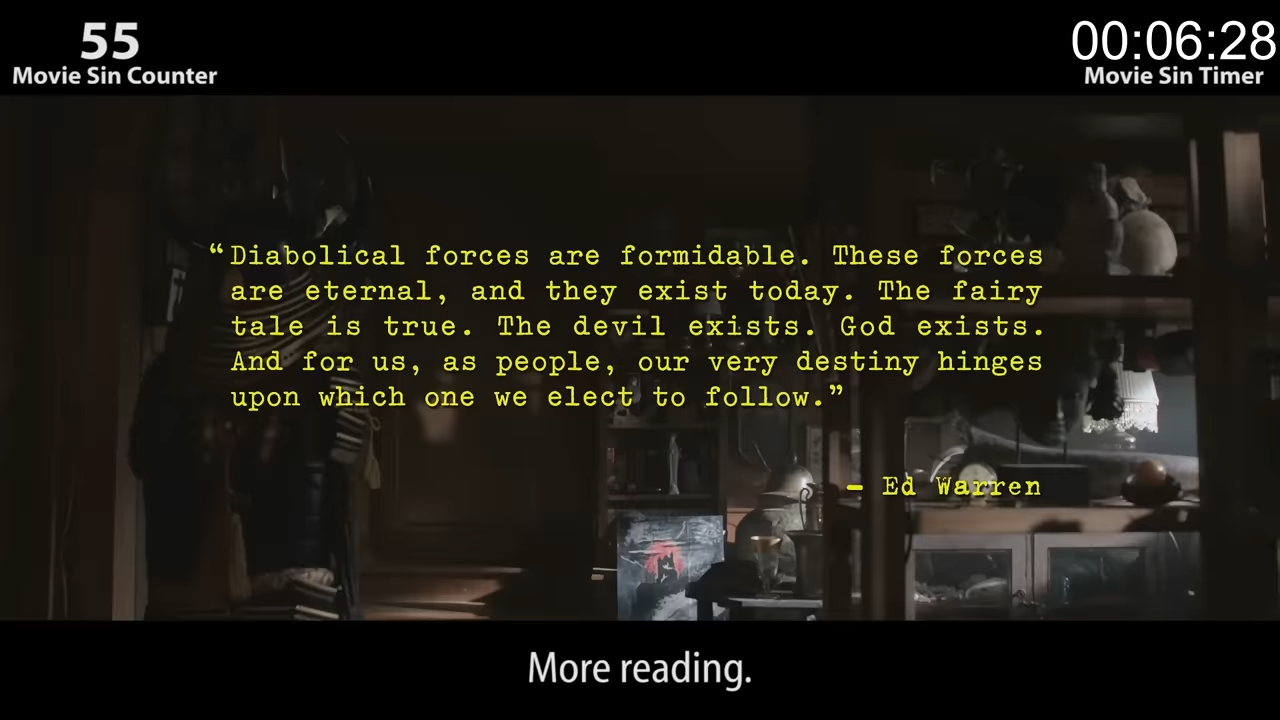 55
Movie Sin Counter
00:06:28
Movie Sin Timer
“Diabolical forces are formidable. These forces
are eternal, and they exist today. The fairy
tale is true. The devil exists. God exists.
And for us, as people, our very destiny hinges
upon which one we elect to follow.”
– Ed Warren
More reading.